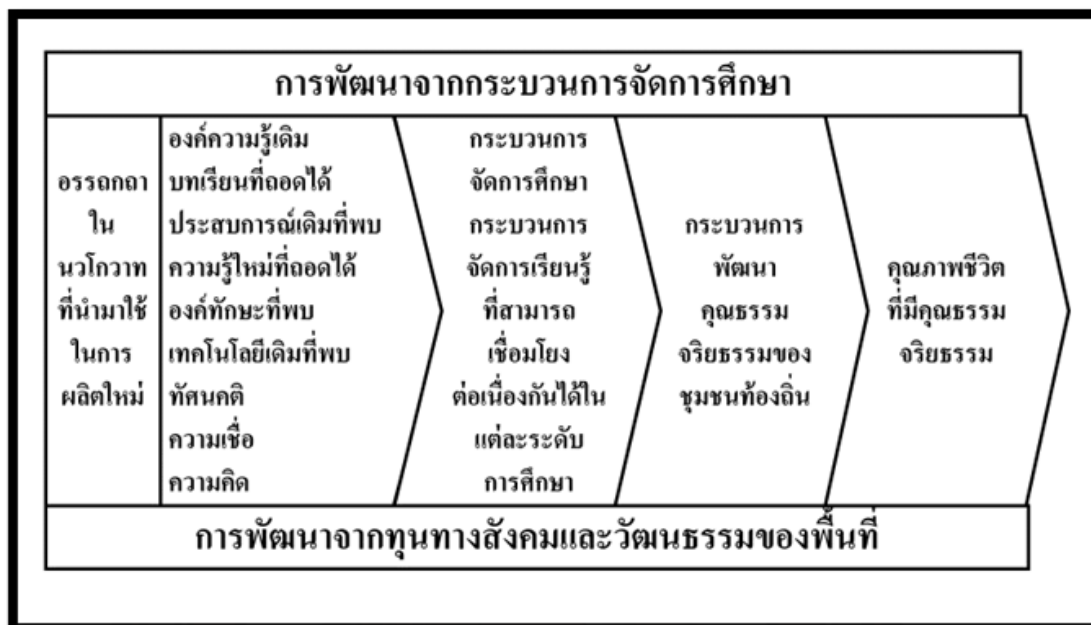 การพัฒนาจากกระบวนการจัดการศึกษา
อรรถกถา
ใน
นวโกวาท
ที่นำมาใช้
ในการ
ผลิตใหม่
องค์ความรู้เดิม
บทเรียนที่ถอดได้
ประสบการณ์เดิมที่พบ
ความรู้ใหม่ที่ถอดได้
องค์ทักษะที่พบ
เทคโนโลยีเดิมที่พบ
ทัศนคติ
ความเชื่อ
ความคิด
กระบวนการ
จัดการศึกษา
กระบวนการ
จัดการเรียนรู้
ที่สามารถ
เชื่อมโยง
ต่อเนื่องกันได้ใน
แต่ละระดับ
การศึกษา
กระบวนการ
พัฒนา
คุณธรรม
จริยธรรมของ
ชุมชนท้องถิ่น
คุณภาพชีวิต
ที่มีคุณธรรม
จริยธรรม
การพัฒนาจากทุนทางสังคมและวัฒนธรรมของพื้นที่